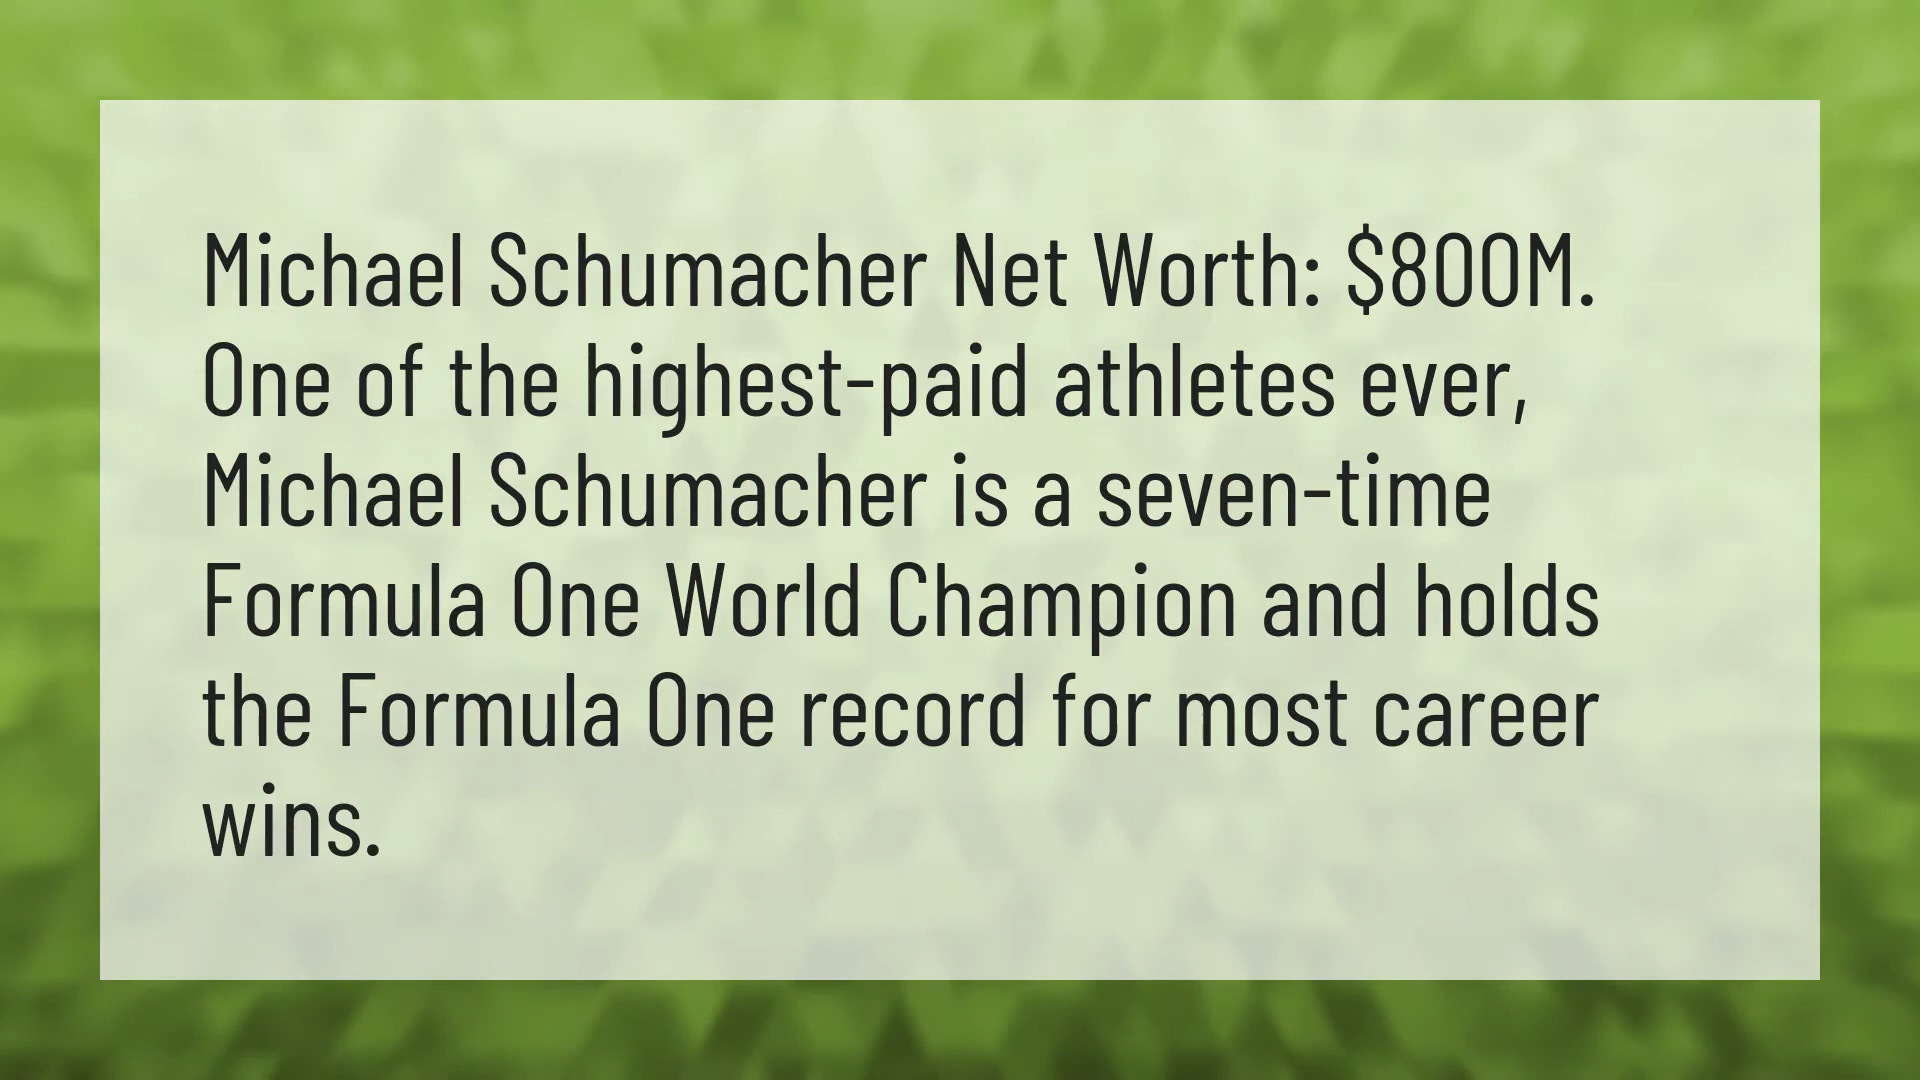 Michael Schumacher Net Worth: $800M.
One of the highest-paid athletes ever,
Michael Schumacher is a seven-time
Formula One World Champion and holds
the Formula One record for most career
wins.